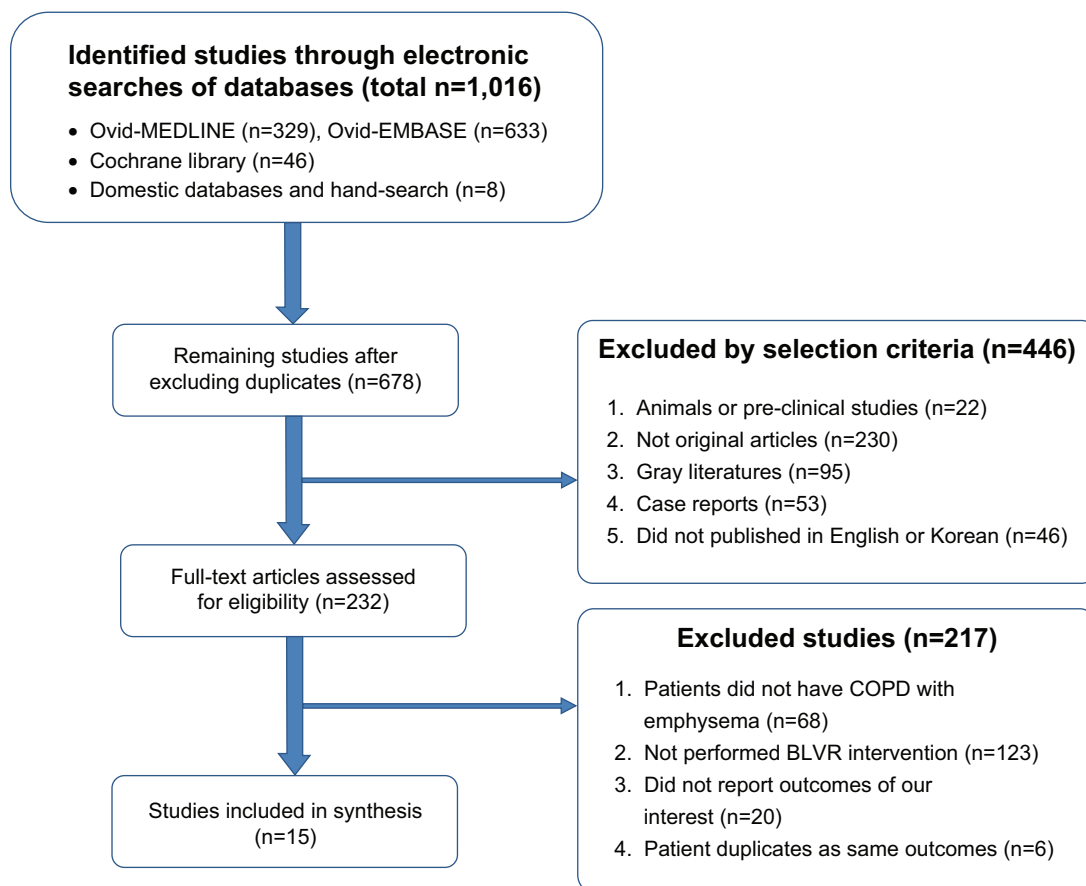 Identified studies through electronic
searches of databases (total n=1,016)
• Ovid-MEDLINE (n=329), Ovid-EMBASE (n=633)
• Cochrane library (n=46)
• Domestic databases and hand-search (n=8)
Remaining studies after
excluding duplicates (n=678)
Excluded by selection criteria (n=446)
1. Animals or pre-clinical studies (n=22)
2. Not original articles (n=230)
3. Gray literatures (n=95)
4. Case reports (n=53)
5. Did not published in English or Korean (n=46)
Full-text articles assessed
for eligibility (n=232)
Excluded studies (n=217)
1. Patients did not have COPD with
emphysema (n=68)
2. Not performed BLVR intervention (n=123)
3. Did not report outcomes of our
interest (n=20)
4. Patient duplicates as same outcomes (n=6)
Studies included in synthesis
(n=15)